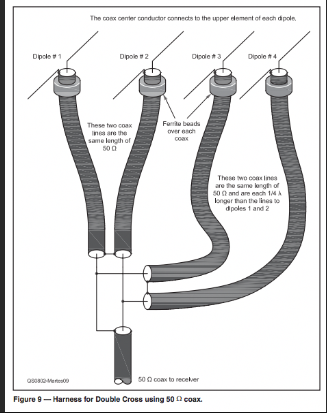 The coax center conductor connects to the upper element of each dipole.
Dipole # 1
Dipole # 2
Dipole # 3
Dipole # 4
These two coax
lines are the
same length of
50 Ω
Ferrite beads
over each
coax
These two coax lines
are the same length of
50 Ω and are each 1/4 λ
longer than the lines to
dipoles 1 and 2
QS0802-Martes09
50 Ω coax to receiver
Figure 9 — Harness for Double Cross using 50 Ω coax.